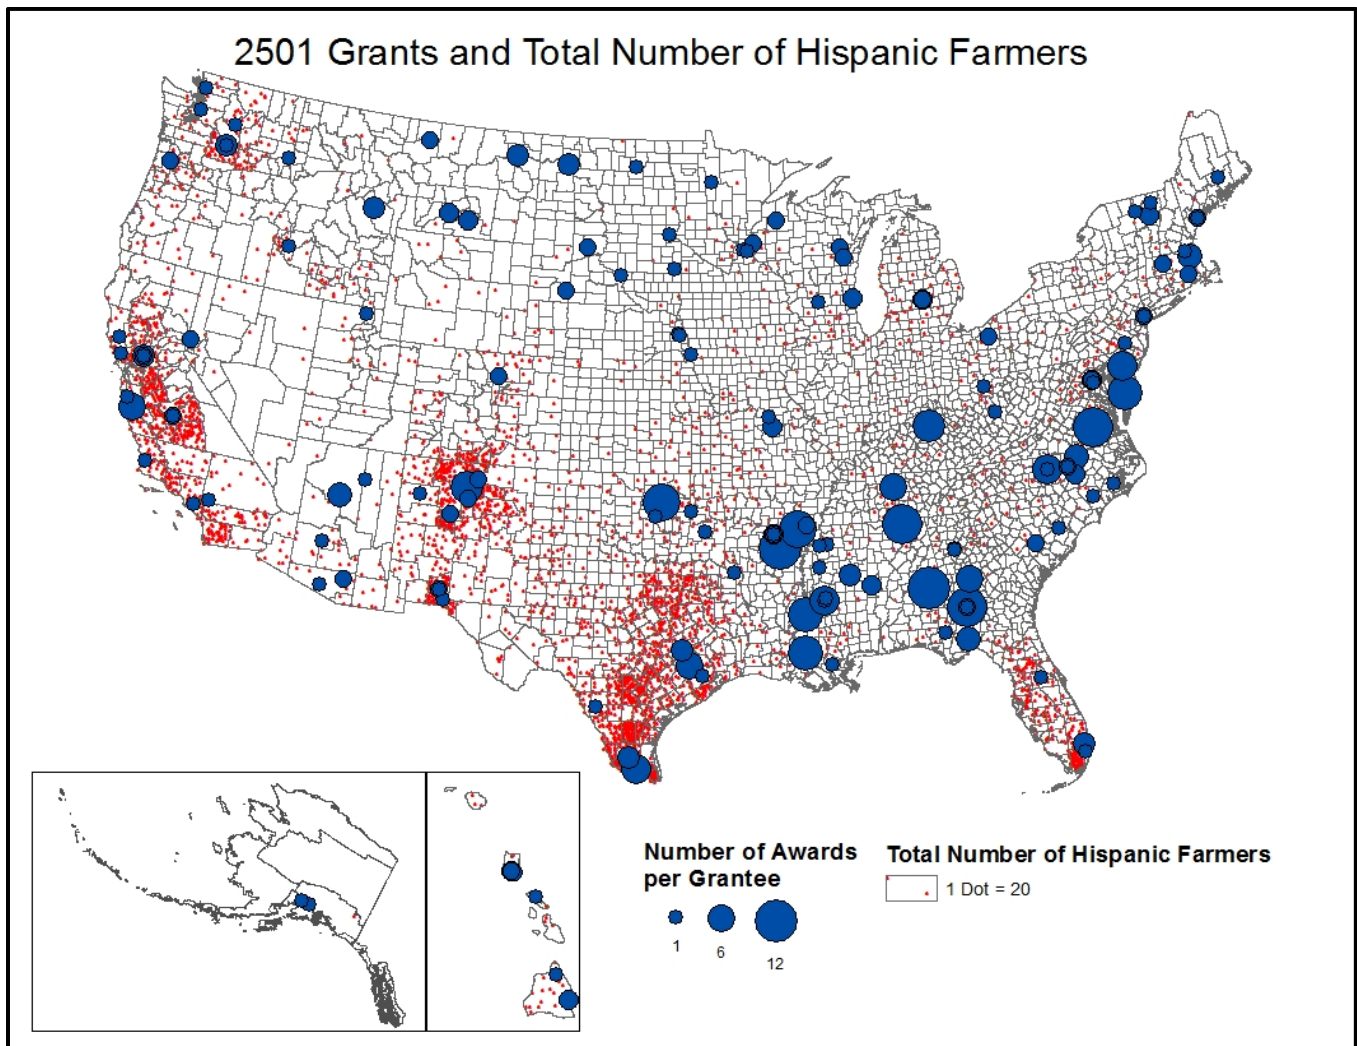 2501 Grants and Total Number of Hispanic Farmers
Number of Awards
per Grantee
1
6
12
Total Number of Hispanic Farmers
1 Dot = 20